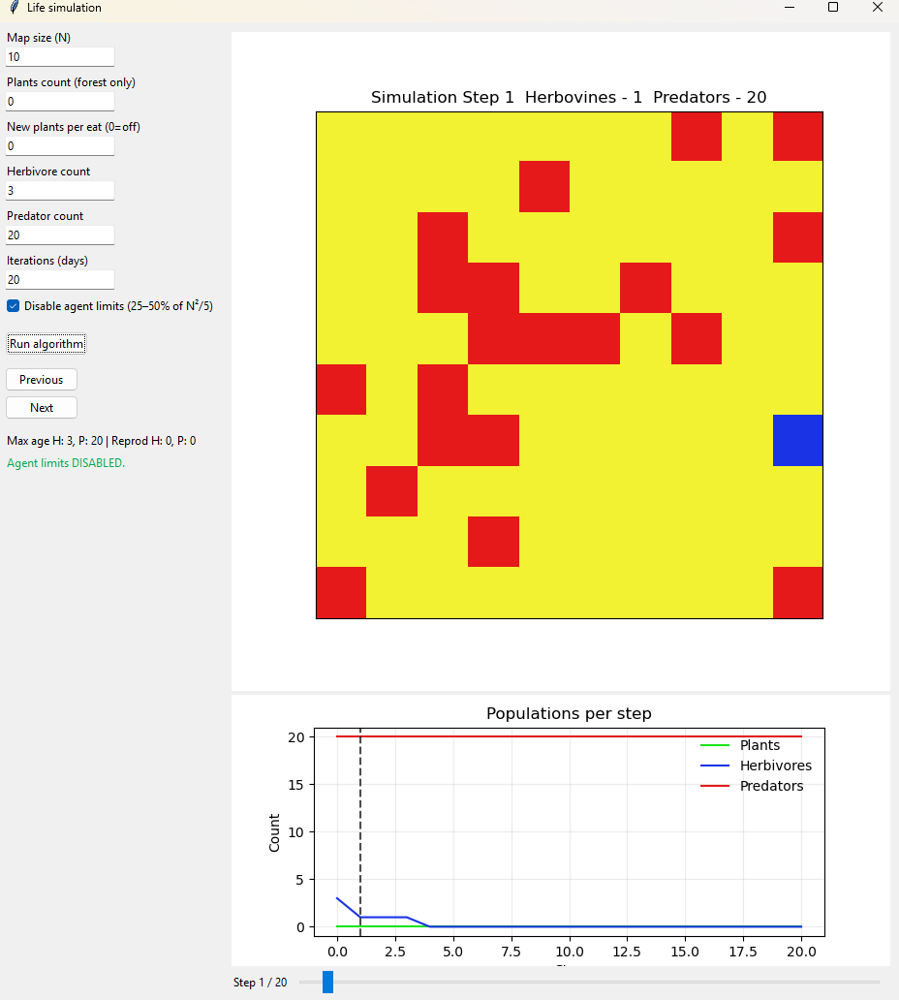 Life simulation
Map size (N)
10
Plants count (forest only)
0
New plants per eat (0=off)
0
Herbivore count
3
Predator count
20
Iterations (days)
20
Disable agent limits (25–50% of N²/5)
Run algorithm
Previous
Next
Max age H: 3, P: 20 | Reprod H: 0, P: 0
Agent limits DISABLED.
Simulation Step 1  Herbovines - 1  Predators - 20
Populations per step
Count
20
15
10
5
0
Plants
Herbivores
Predators
0.0 2.5 5.0 7.5 10.0 12.5 15.0 17.5 20.0
Step 1 / 20